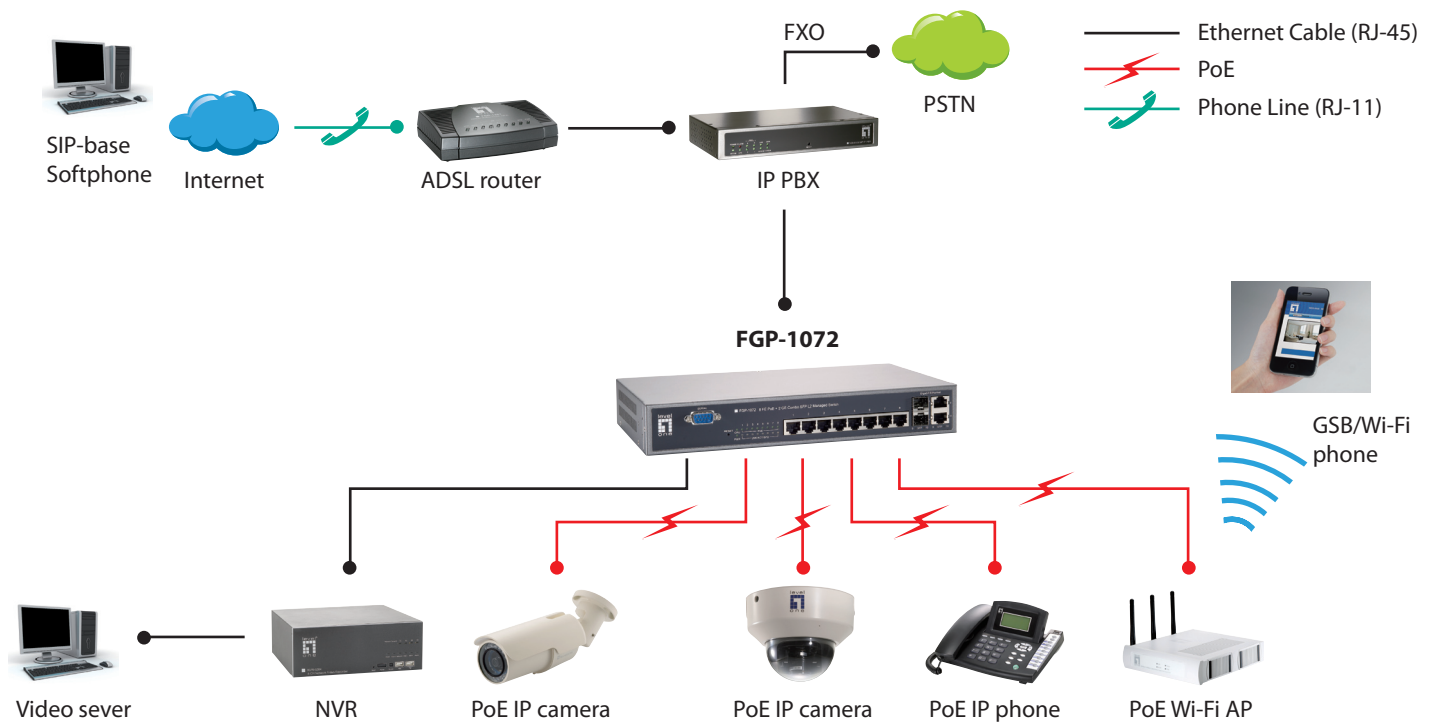 FXO
PSTN
Ethernet Cable (RJ-45)
PoE
Phone Line (RJ-11)
SIP-base
Softphone
Internet
ADSL router
IP PBX
FGP-1072
level
one
GSB/Wi-Fi
phone
Video sever
NVR
PoE IP camera
PoE IP camera
PoE IP phone
PoE Wi-Fi AP